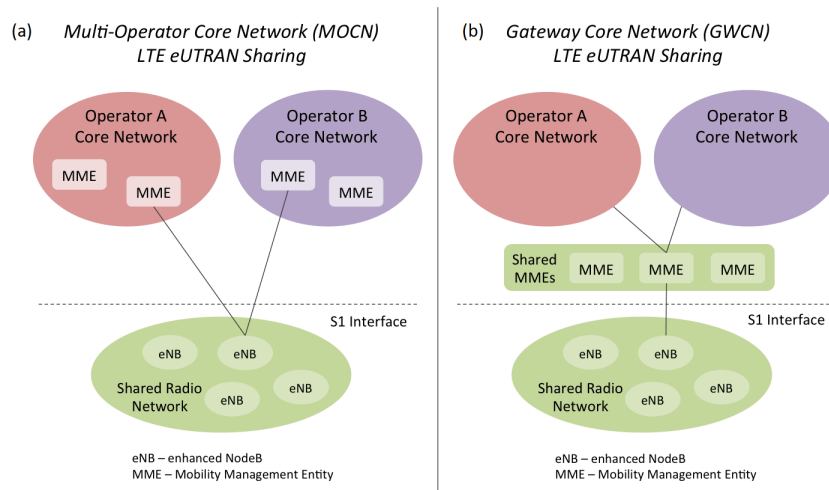 (a)
Multi-Operator Core Network (MOCN)
LTE eUTRAN Sharing
Operator A
Core Network
MME
MME
Operator B
Core Network
MME
MME
S1 Interface
eNB
eNB
Shared Radio
Network
eNB
eNB
eNB – enhanced NodeB
MME – Mobility Management Entity
(b)
Gateway Core Network (GWCN)
LTE eUTRAN Sharing
Operator A
Core Network
Operator B
Core Network
Shared
MMEs
MME
MME
MME
S1 Interface
eNB
eNB
Shared Radio
Network
eNB
eNB
eNB – enhanced NodeB
MME – Mobility Management Entity